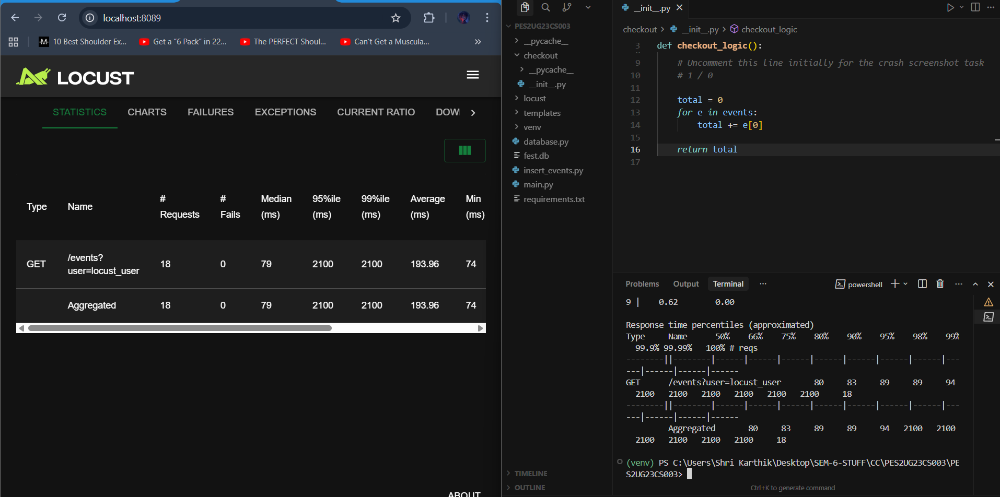 localhost:8089
10 Best Shoulder Ex...
Get a "6 Pack" in 22...
The PERFECT Shoul...
Can't Get a Muscula...
LOCUST
STATISTICS CHARTS FAILURES EXCEPTIONS CURRENT RATIO DOW
Type Name # Requests # Fails Median (ms) 95%ile (ms) 99%ile (ms) Average (ms) Min (ms)
GET /events?user=locust_user 18 0 79 2100 2100 193.96 74
Aggregated 18 0 79 2100 2100 193.96 74
ABOUT
PES2UG23CS003
__pycache__
checkout
__pycache__
__init__.py
locust
templates
venv
database.py
fest.db
insert_events.py
main.py
requirements.txt
TIMELINE
OUTLINE
__init__.py
checkout > __init__.py > checkout_logic
3 def checkout_logic():
9 # Uncomment this line initially for the crash screenshot task
10 # 1 / 0
11
12 total = 0
13 for e in events:
14 total += e[0]
15
16 return total
17
Problems Output Terminal ... powershell
9 | 0.62 0.00
Response time percentiles (approximated)
Type Name 50% 66% 75% 80% 90% 95% 98% 99%
99.9% 99.99% 100% # reqs
--------||--------|------|------|------|------|------|------|------|---
---|------|------|------
GET /events?user=locust_user 80 83 89 89 94
2100 2100 2100 2100 2100 2100 18
--------||--------|------|------|------|------|------|------|------|---
---|------|------|------
Aggregated 80 83 89 89 94 2100 2100
2100 2100 2100 2100 18
(venv) PS C:\Users\Shri Karthik\Desktop\SEM-6-STUFF\CC\PES2UG23CS003\PE
S2UG23CS003>
Ctrl+K to generate command